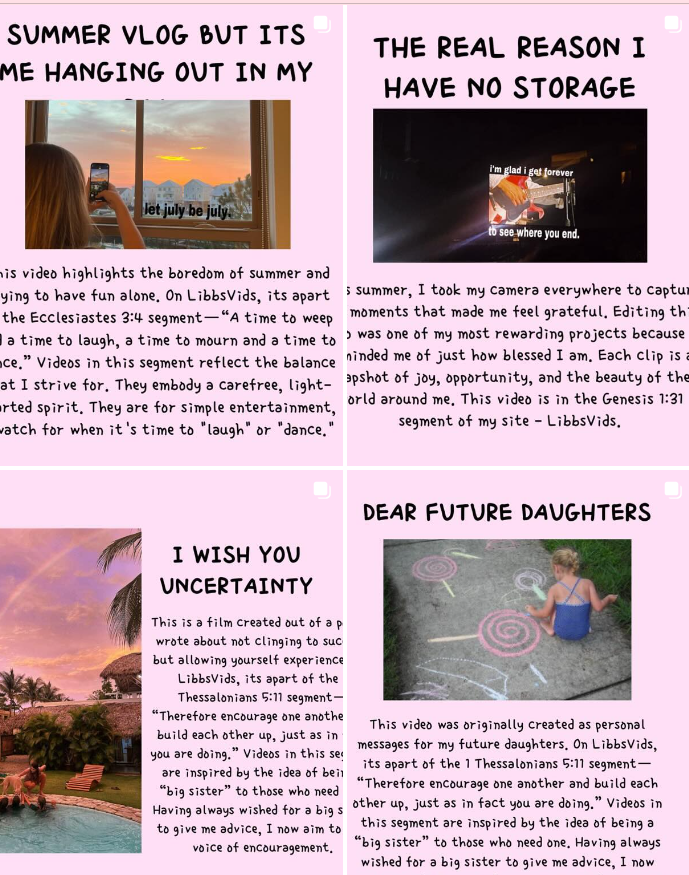 SUMMER VLOG BUT ITS
ME HANGING OUT IN MY
let july be july.
his video highlights the boredom of summer and
ying to have fun alone. On LibbsVids, its apart
the Ecclesiastes 3:4 segment—“A time to weep
a time to laugh, a time to mourn and a time to
ce.” Videos in this segment reflect the balance
at I strive for. They embody a carefree, light-
rted spirit. They are for simple entertainment,
watch for when it's time to "laugh" or "dance."
THE REAL REASON I
HAVE NO STORAGE
i'm glad i get forever
to see where you end.
s summer, I took my camera everywhere to captur
moments that made me feel grateful. Editing thi
o was one of my most rewarding projects because
minded me of just how blessed I am. Each clip is a
apshot of joy, opportunity, and the beauty of the
orld around me. This video is in the Genesis 1:31
segment of my site - LibbsVids.
I WISH YOU
UNCERTAINTY
This is a film created out of a p
wrote about not clinging to suc
but allowing yourself experience
LibbsVids, its apart of the
Thessalonians 5:11 segment—
“Therefore encourage one anothe
build each other up, just as in
you are doing.” Videos in this seg
are inspired by the idea of bein
“big sister” to those who need
Having always wished for a big s
to give me advice, I now aim to
voice of encouragement.
DEAR FUTURE DAUGHTERS
This video was originally created as personal
messages for my future daughters. On LibbsVids,
its apart of the 1 Thessalonians 5:11 segment—
“Therefore encourage one another and build each
other up, just as in fact you are doing.” Videos in
this segment are inspired by the idea of being a
“big sister” to those who need one. Having always
wished for a big sister to give me advice, I now